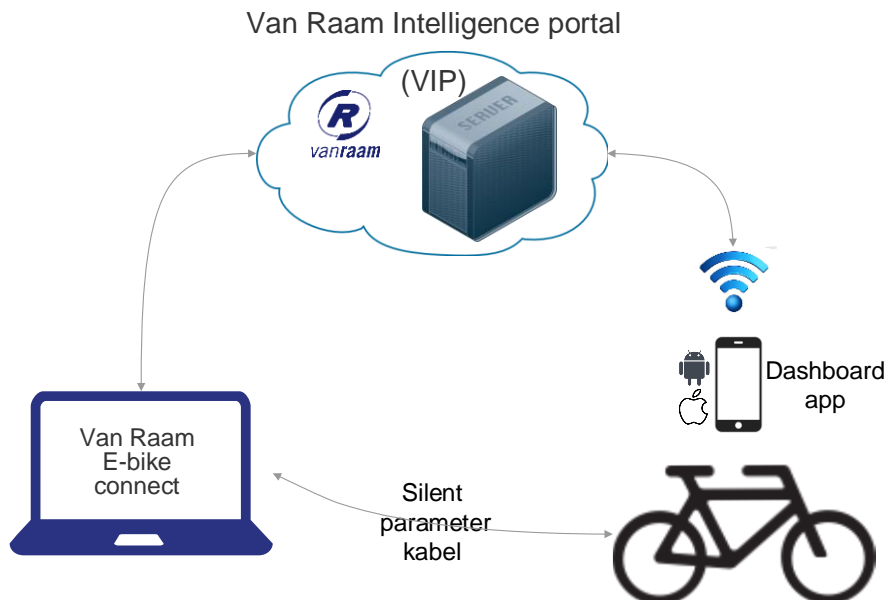 Van Raam Intelligence portal
(VIP)
SERVER
R
vanraam
Dashboard
app
Van Raam
E-bike
connect
Silent
parameter
kabel